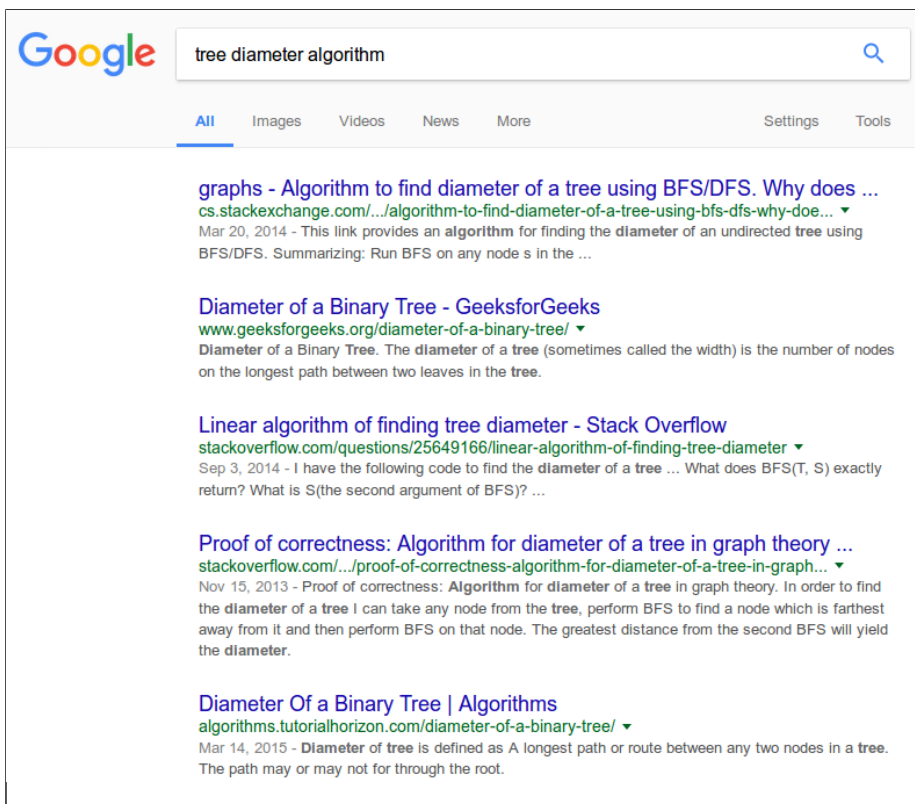 Google
tree diameter algorithm
All Images Videos News More Settings Tools
graphs - Algorithm to find diameter of a tree using BFS/DFS. Why does ...
cs.stackexchange.com/.../algorithm-to-find-diameter-of-a-tree-using-bfs-dfs-why-doe...
Mar 20, 2014 - This link provides an algorithm for finding the diameter of an undirected tree using
BFS/DFS. Summarizing: Run BFS on any node s in the ...
Diameter of a Binary Tree - GeeksforGeeks
www.geeksforgeeks.org/diameter-of-a-binary-tree/
Diameter of a Binary Tree. The diameter of a tree (sometimes called the width) is the number of nodes
on the longest path between two leaves in the tree.
Linear algorithm of finding tree diameter - Stack Overflow
stackoverflow.com/questions/25649166/linear-algorithm-of-finding-tree-diameter
Sep 3, 2014 - I have the following code to find the diameter of a tree ... What does BFS(T, S) exactly
return? What is S(the second argument of BFS)? ...
Proof of correctness: Algorithm for diameter of a tree in graph theory ...
stackoverflow.com/.../proof-of-correctness-algorithm-for-diameter-of-a-tree-in-graph...
Nov 15, 2013 - Proof of correctness: Algorithm for diameter of a tree in graph theory. In order to find
the diameter of a tree I can take any node from the tree, perform BFS to find a node which is farthest
away from it and then perform BFS on that node. The greatest distance from the second BFS will yield
the diameter.
Diameter Of a Binary Tree | Algorithms
algorithms.tutorialhorizon.com/diameter-of-a-binary-tree/
Mar 14, 2015 - Diameter of tree is defined as A longest path or route between any two nodes in a tree.
The path may or may not for through the root.